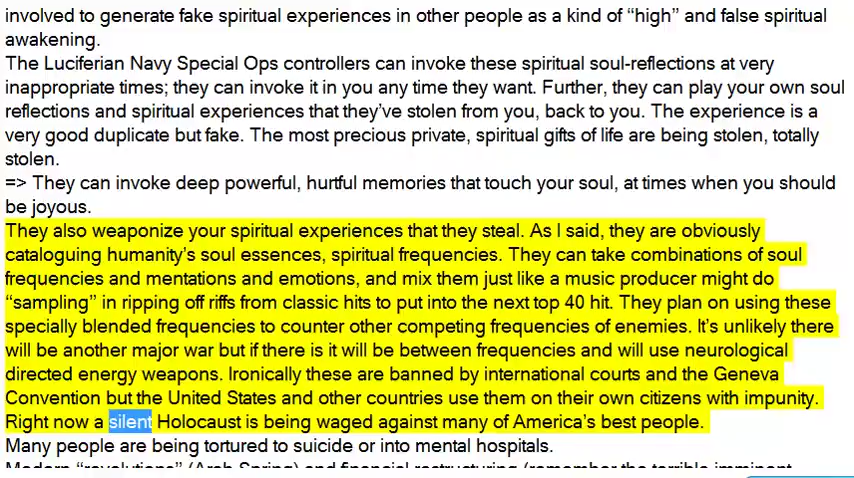 involved to generate fake spiritual experiences in other people as a kind of “high” and false spiritual
awakening.
The Luciferian Navy Special Ops controllers can invoke these spiritual soul-reflections at very
inappropriate times; they can invoke it in you any time they want. Further, they can play your own soul
reflections and spiritual experiences that they’ve stolen from you, back to you. The experience is a
very good duplicate but fake. The most precious private, spiritual gifts of life are being stolen, totally
stolen.
=> They can invoke deep powerful, hurtful memories that touch your soul, at times when you should
be joyous.
They also weaponize your spiritual experiences that they steal. As I said, they are obviously
cataloguing humanity’s soul essences, spiritual frequencies. They can take combinations of soul
frequencies and mentations and emotions, and mix them just like a music producer might do
“sampling” in ripping off riffs from classic hits to put into the next top 40 hit. They plan on using these
specially blended frequencies to counter other competing frequencies of enemies. It’s unlikely there
will be another major war but if there is it will be between frequencies and will use neurological
directed energy weapons. Ironically these are banned by international courts and the Geneva
Convention but the United States and other countries use them on their own citizens with impunity.
Right now a silent Holocaust is being waged against many of America’s best people.
Many people are being tortured to suicide or into mental hospitals.
Modern “revolutions” (Arab Spring) and financial restructuring (remember the terrible imminent